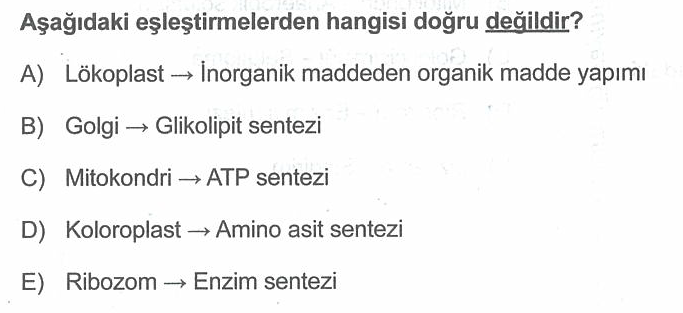 Aşağıdaki eşleştirmelerden hangisi doğru değildir?
A) Lökoplast → İnorganik maddeden organik madde yapımı
B) Golgi → Glikolipit sentezi
C) Mitokondri → ATP sentezi
D) Koloroplast → Amino asit sentezi
E) Ribozom → Enzim sentezi